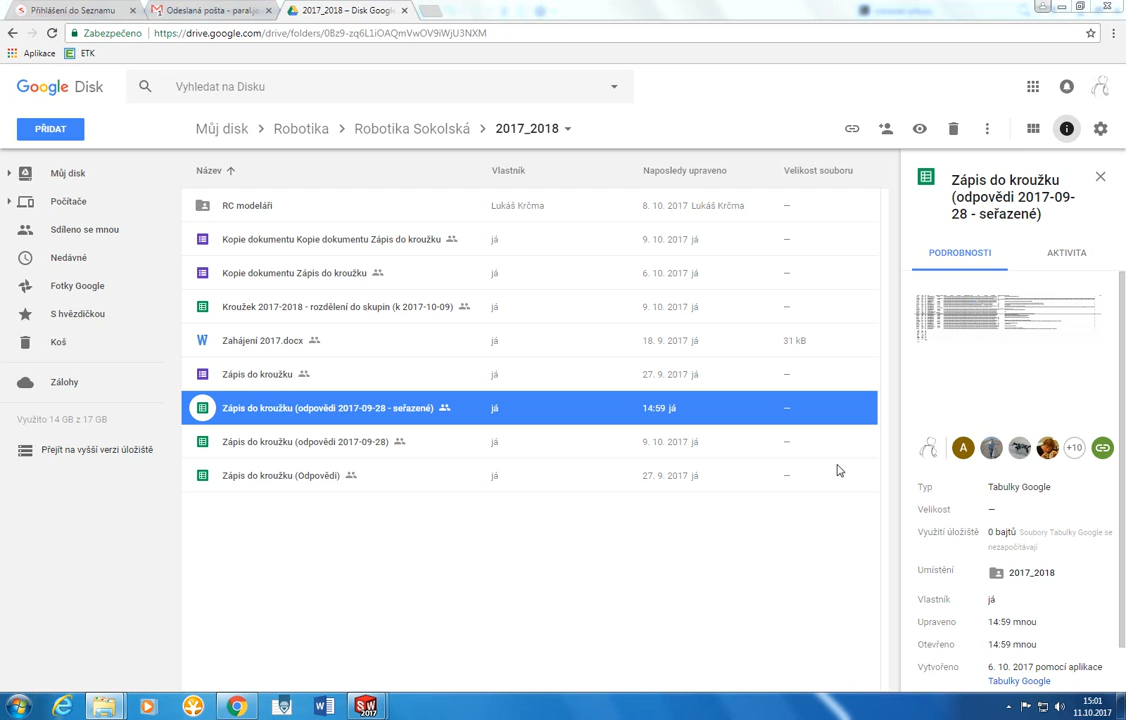 Přihlášení do Seznamu
Odeslaná pošta - paral.ja
2017_2018 – Disk Goog
Zabezpečeno
https://drive.google.com/drive/folders/0Bz9-zq6L1iOAQmVwOV9iWjU3NXM
Aplikace
ETK
Google Disk
Vyhledat na Disku
PŘIDAT
Můj disk > Robotika > Robotika Sokolská > 2017_2018
Můj disk
Počítače
Sdíleno se mnou
Nedávné
Fotky Google
S hvězdičkou
Koš
Zálohy
Využito 14 GB z 17 GB
Přejít na vyšší verzi úložiště
Název Vlastník Naposledy upraveno Velikost souboru
RC modeláři Lukáš Krčma 8. 10. 2017 Lukáš Krčma —
Kopie dokumentu Kopie dokumentu Zápis do kroužku já 9. 10. 2017 já —
Kopie dokumentu Zápis do kroužku já 6. 10. 2017 já —
Kroužek 2017-2018 - rozdělení do skupin (k 2017-10-09) já 9. 10. 2017 já —
Zahájení 2017.docx já 18. 9. 2017 já 31 kB
Zápis do kroužku já 27. 9. 2017 já —
Zápis do kroužku (odpovědi 2017-09-28 - seřazené) já 14:59 já —
Zápis do kroužku (odpovědi 2017-09-28) já 9. 10. 2017 já —
Zápis do kroužku (Odpovědi) já 27. 9. 2017 já —
Zápis do kroužku
(odpovědi 2017-09-
28 - seřazené)
PODROBNOSTI AKTIVITA
A +10
Typ Tabulky Google
Velikost —
Využití úložiště 0 bajtů Soubory Tabulky Google se
nezapočítavají
Umístění 2017_2018
Vlastník já
Upraveno 14:59 mnou
Otevřeno 14:59 mnou
Vytvořeno 6. 10. 2017 pomocí aplikace
Tabulky Google
15:01
11.10.2017